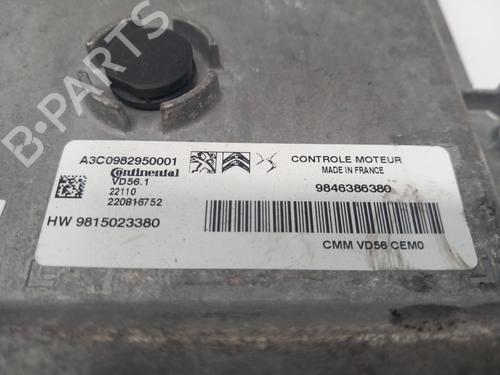 B-PARTS
A3C0982950001
Continental
VD56.1
22110
220816752
HW 9815023380
CONTROLE MOTEUR
MADE IN FRANCE
9846386380
CMM VD56 CEM0